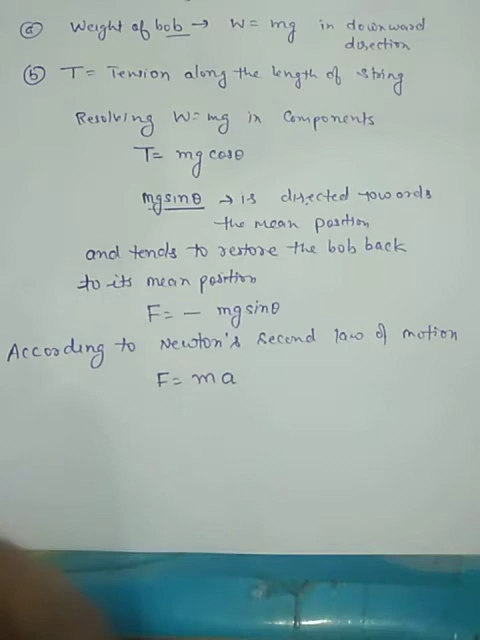 (a) Weight of bob → W = mg in downward
direction
(b) T = Tension along the length of string
Resolving W = mg in Components
T = mg cosθ
mg sinθ → is directed towards
the mean position
and tends to restore the bob back
to its mean position
F = - mg sinθ
According to Newton's second law of motion
F = ma